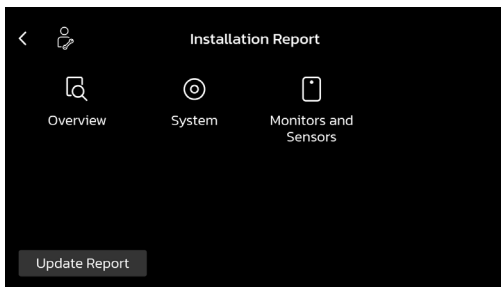 Installation Report
Overview
System
Monitors and
Sensors
Update Report